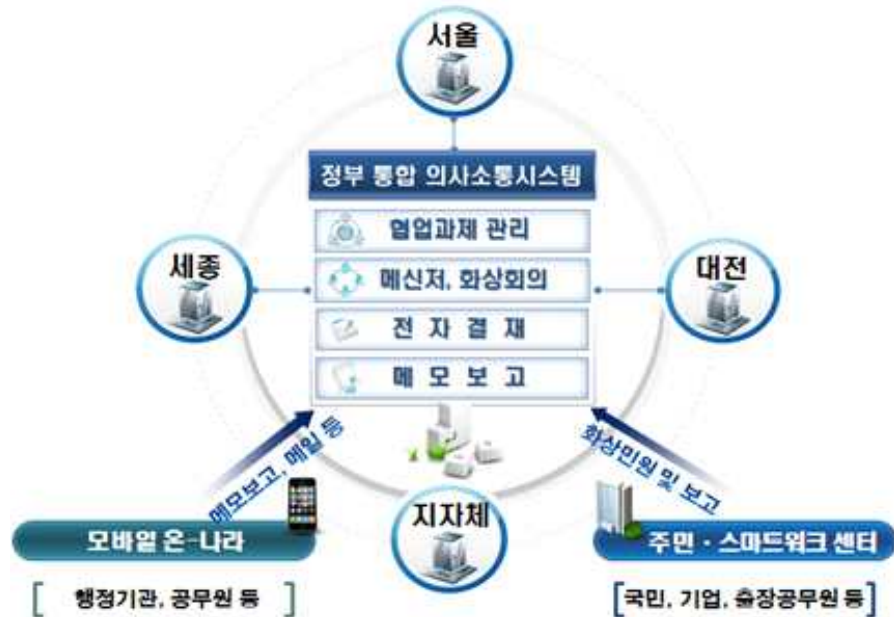 서울
정부 통합 의사소통시스템
협업과제 관리
세종
메신저, 화상회의
대전
전 자 결 재
메 모 보 고
메모보고, 메일 등
화상민원 및 보고
지자체
모바일 온-나라
주민 · 스마트워크 센터
[ 행정기관, 공무원 등 ]
[국민, 기업, 출장공무원 등 ]